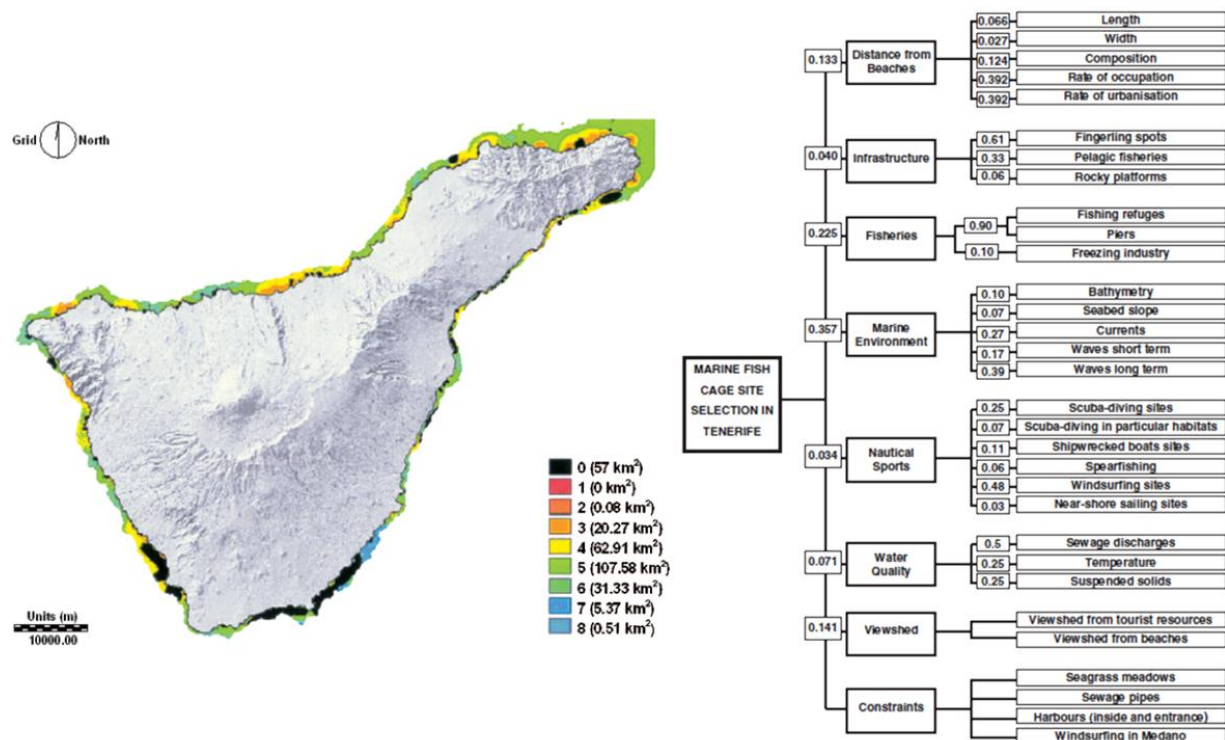 Grid North
Units (m)
10000.00
0 (57 km²)
1 (0 km²)
2 (0.08 km²)
3 (20.27 km²)
4 (62.91 km²)
5 (107.58 km²)
6 (31.33 km²)
7 (5.37 km²)
8 (0.51 km²)
MARINE FISH
CAGE SITE
SELECTION IN
TENERIFE
0.133
Distance from
Beaches
0.066 Length
0.027 Width
0.124 Composition
0.392 Rate of occupation
0.392 Rate of urbanisation
0.040
Infrastructure
0.61 Fingerling spots
0.33 Pelagic fisheries
0.06 Rocky platforms
0.225
Fisheries
0.90 Fishing refuges
Piers
0.10 Freezing industry
0.357
Marine
Environment
0.10 Bathymetry
0.07 Seabed slope
0.27 Currents
0.17 Waves short term
0.39 Waves long term
0.034
Nautical
Sports
0.25 Scuba-diving sites
0.07 Scuba-diving in particular habitats
0.11 Shipwrecked boats sites
0.06 Spearfishing
0.48 Windsurfing sites
0.03 Near-shore sailing sites
0.071
Water
Quality
0.5 Sewage discharges
0.25 Temperature
0.25 Suspended solids
0.141
Viewshed
Viewshed from tourist resources
Viewshed from beaches
Constraints
Seagrass meadows
Sewage pipes
Harbours (inside and entrance)
Windsurfing in Medano